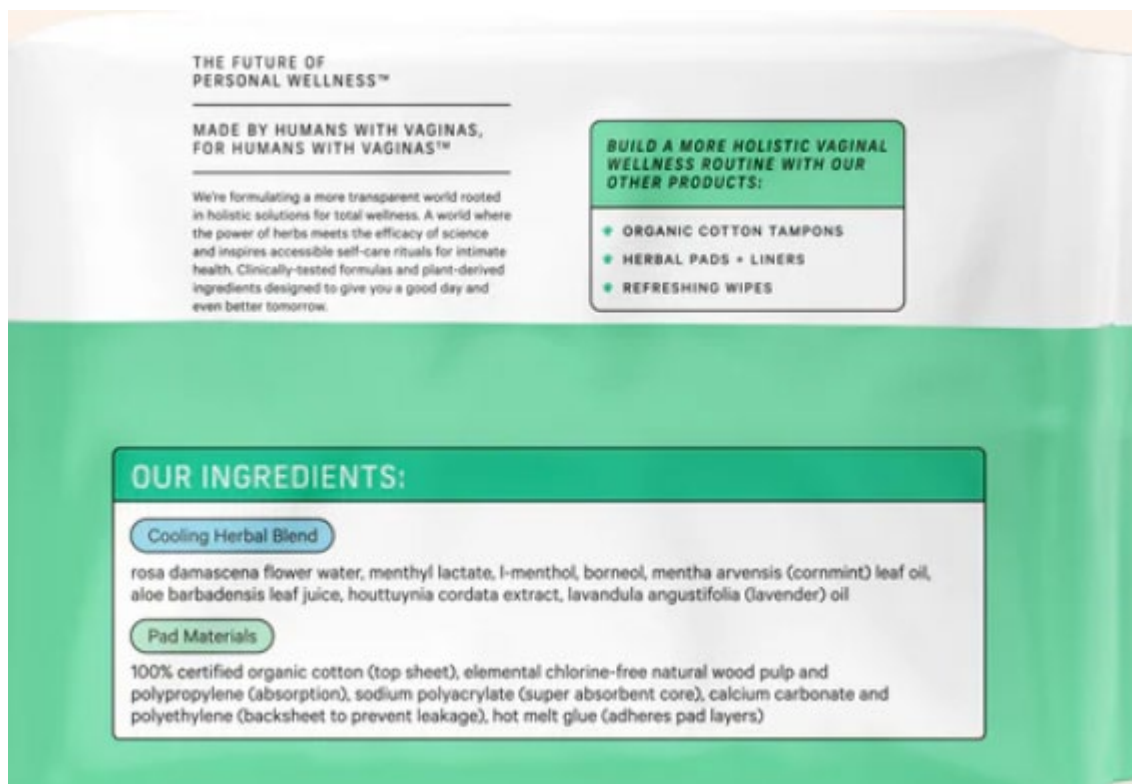 THE FUTURE OF
PERSONAL WELLNESS™
MADE BY HUMANS WITH VAGINAS,
FOR HUMANS WITH VAGINAS™
We're formulating a more transparent world rooted
in holistic solutions for total wellness. A world where
the power of herbs meets the efficacy of science
and inspires accessible self-care rituals for intimate
health. Clinically-tested formulas and plant-derived
ingredients designed to give you a good day and
even better tomorrow.
BUILD A MORE HOLISTIC VAGINAL
WELLNESS ROUTINE WITH OUR
OTHER PRODUCTS:
ORGANIC COTTON TAMPONS
HERBAL PADS + LINERS
REFRESHING WIPES
OUR INGREDIENTS:
Cooling Herbal Blend
rosa damascena flower water, menthyl lactate, l-menthol, borneol, mentha arvensis (cornmint) leaf oil,
aloe barbadensis leaf juice, houttuynia cordata extract, lavandula angustifolia (lavender) oil
Pad Materials
100% certified organic cotton (top sheet), elemental chlorine-free natural wood pulp and
polypropylene (absorption), sodium polyacrylate (super absorbent core), calcium carbonate and
polyethylene (backsheet to prevent leakage), hot melt glue (adheres pad layers)